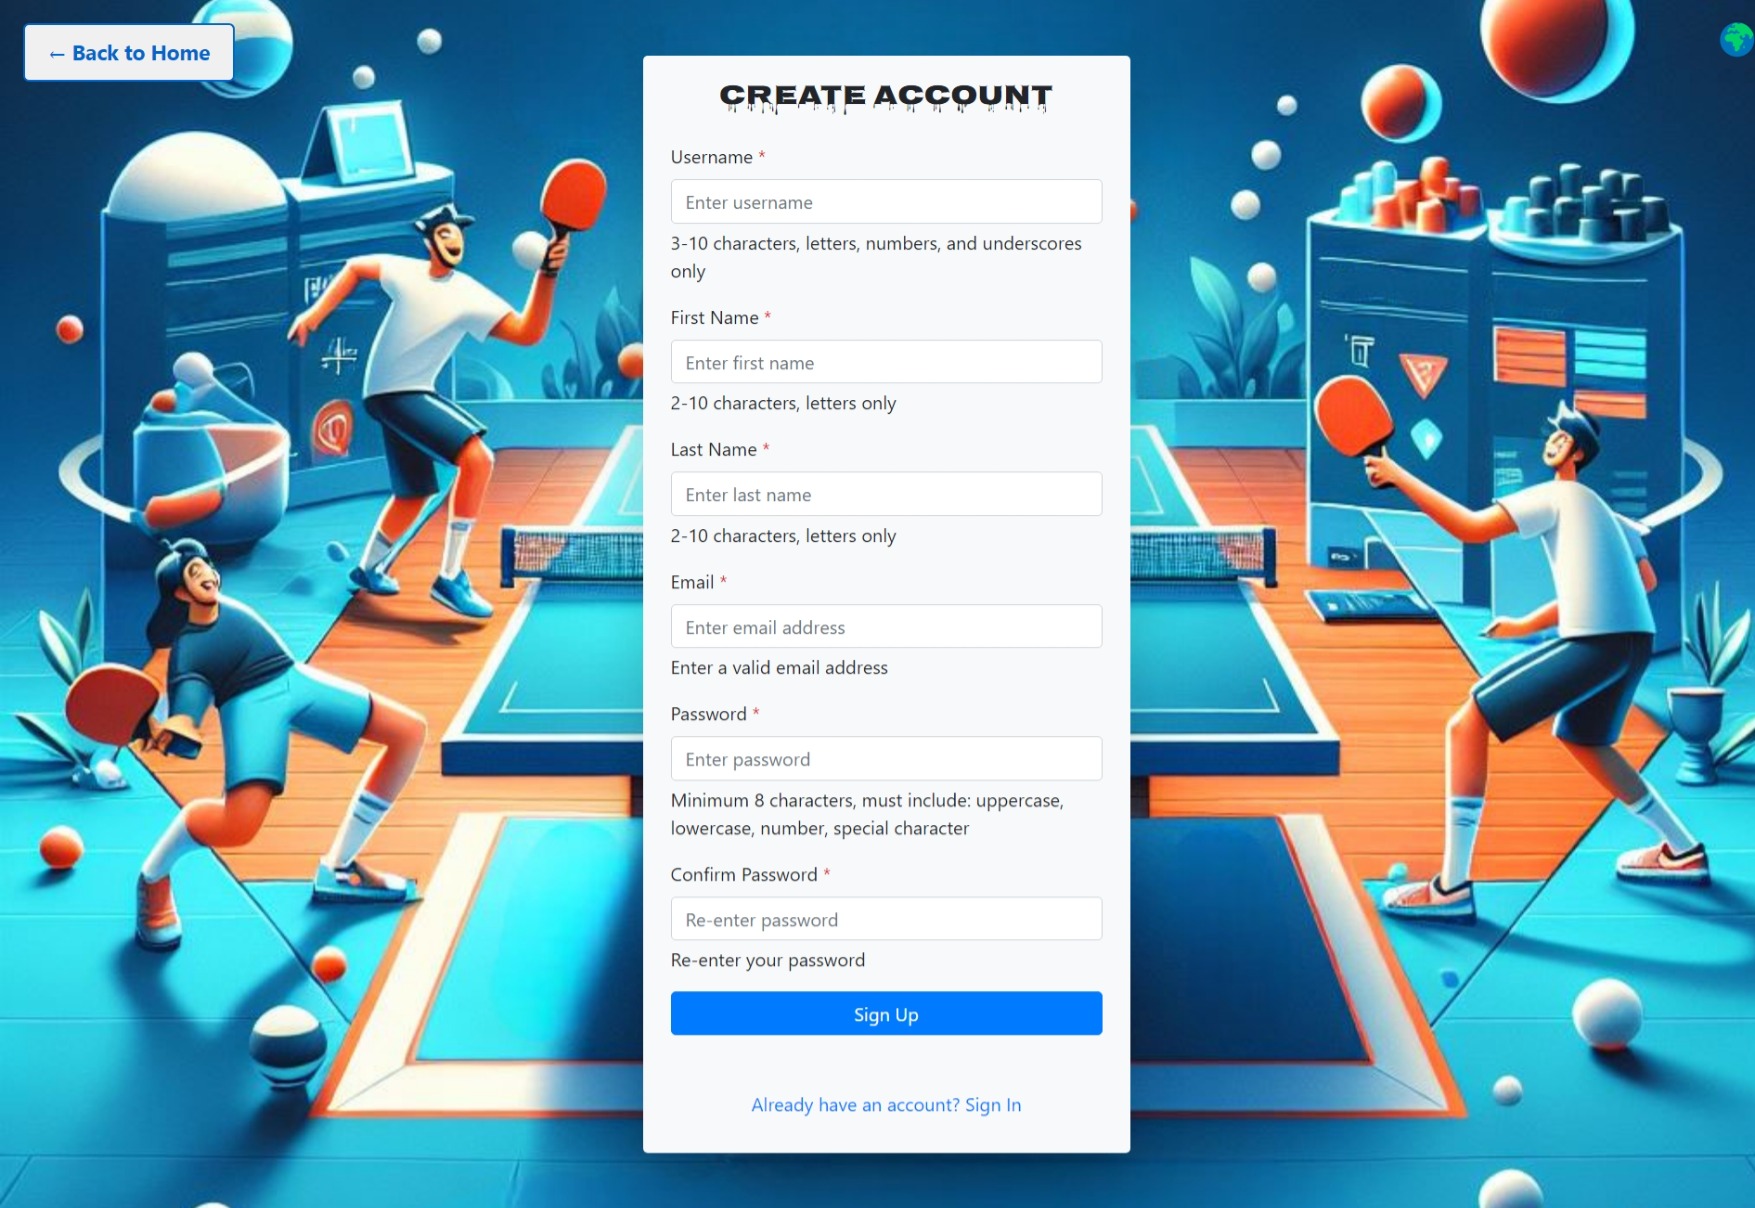 ← Back to Home
CREATE ACCOUNT
Username *
Enter username
3-10 characters, letters, numbers, and underscores
only
First Name *
Enter first name
2-10 characters, letters only
Last Name *
Enter last name
2-10 characters, letters only
Email *
Enter email address
Enter a valid email address
Password *
Enter password
Minimum 8 characters, must include: uppercase,
lowercase, number, special character
Confirm Password *
Re-enter password
Re-enter your password
Sign Up
Already have an account? Sign In